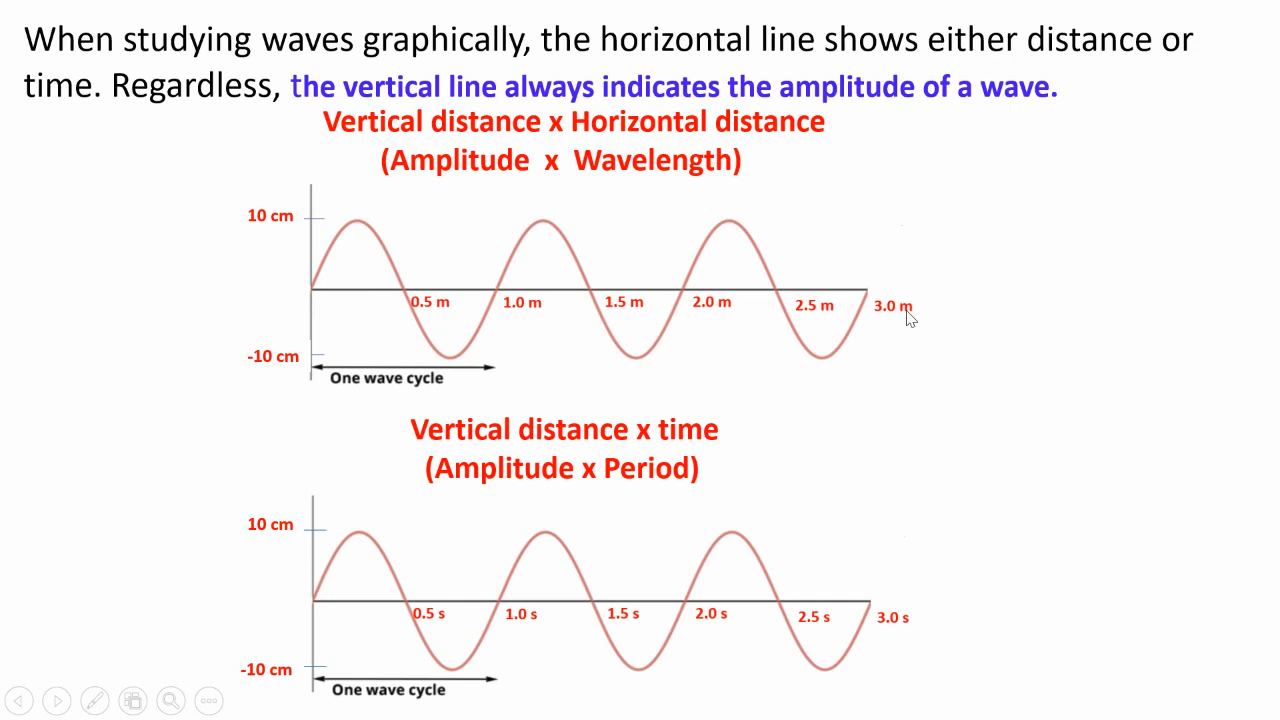 When studying waves graphically, the horizontal line shows either distance or
time. Regardless, the vertical line always indicates the amplitude of a wave.
Vertical distance x Horizontal distance
(Amplitude x Wavelength)
10 cm
0.5 m 1.0 m 1.5 m 2.0 m 2.5 m 3.0 m
-10 cm
One wave cycle
Vertical distance x time
(Amplitude x Period)
10 cm
0.5 s 1.0 s 1.5 s 2.0 s 2.5 s 3.0 s
-10 cm
One wave cycle